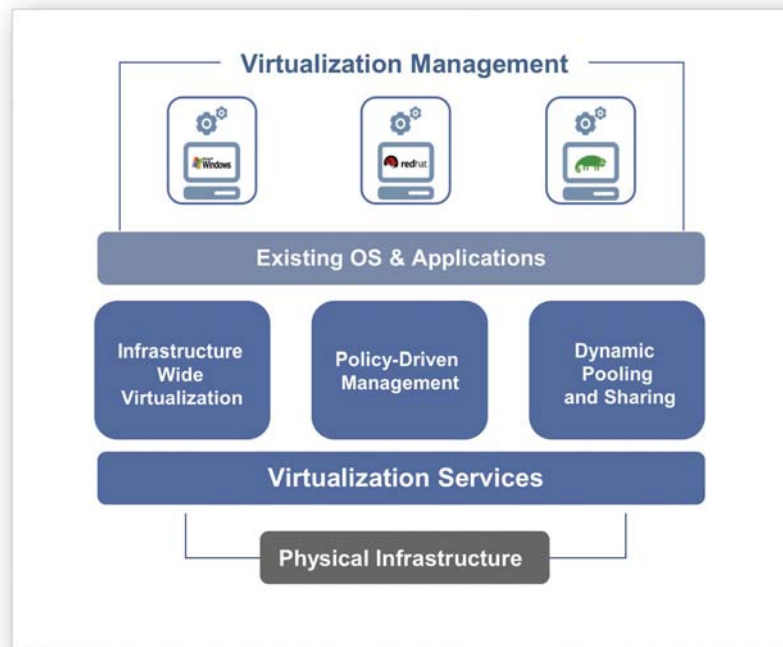 Virtualization Management
Windows
redhat
Existing OS & Applications
Infrastructure
Wide
Virtualization
Policy-Driven
Management
Dynamic
Pooling
and Sharing
Virtualization Services
Physical Infrastructure